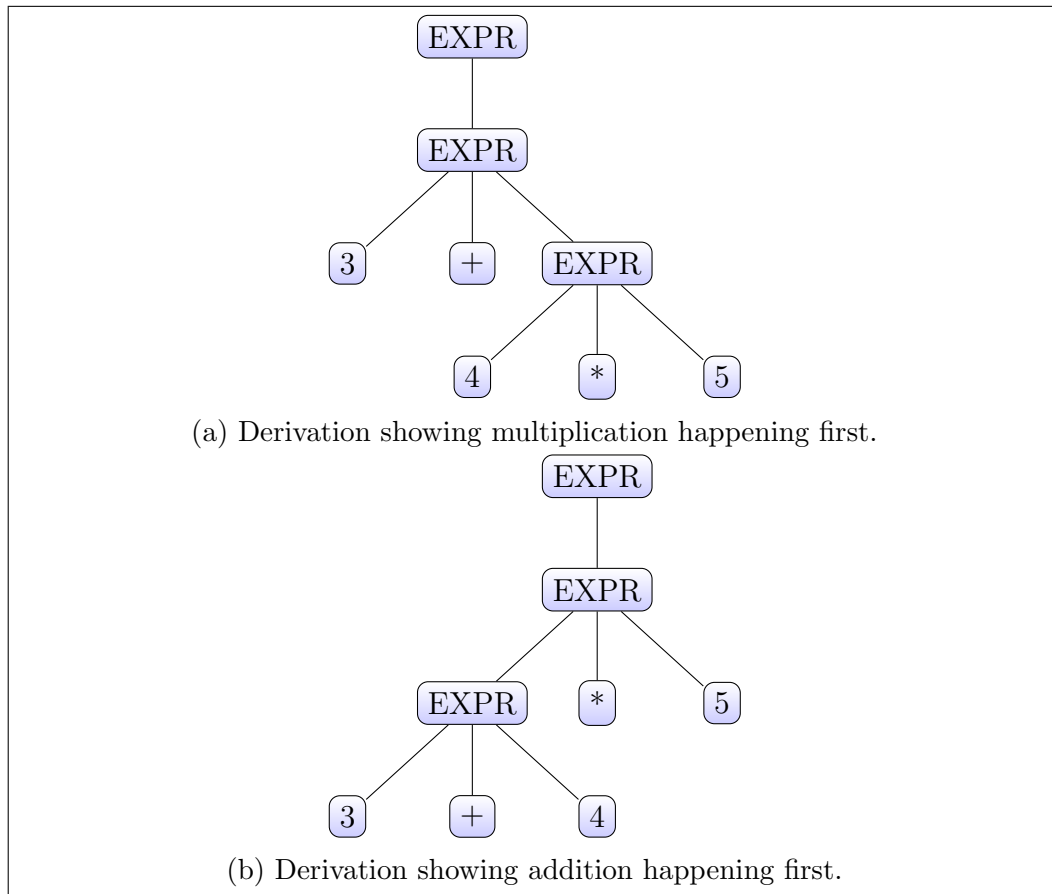 EXPR
EXPR
3 + EXPR
4 * 5
(a) Derivation showing multiplication happening first.
EXPR
EXPR
EXPR * 5
3 + 4
(b) Derivation showing addition happening first.